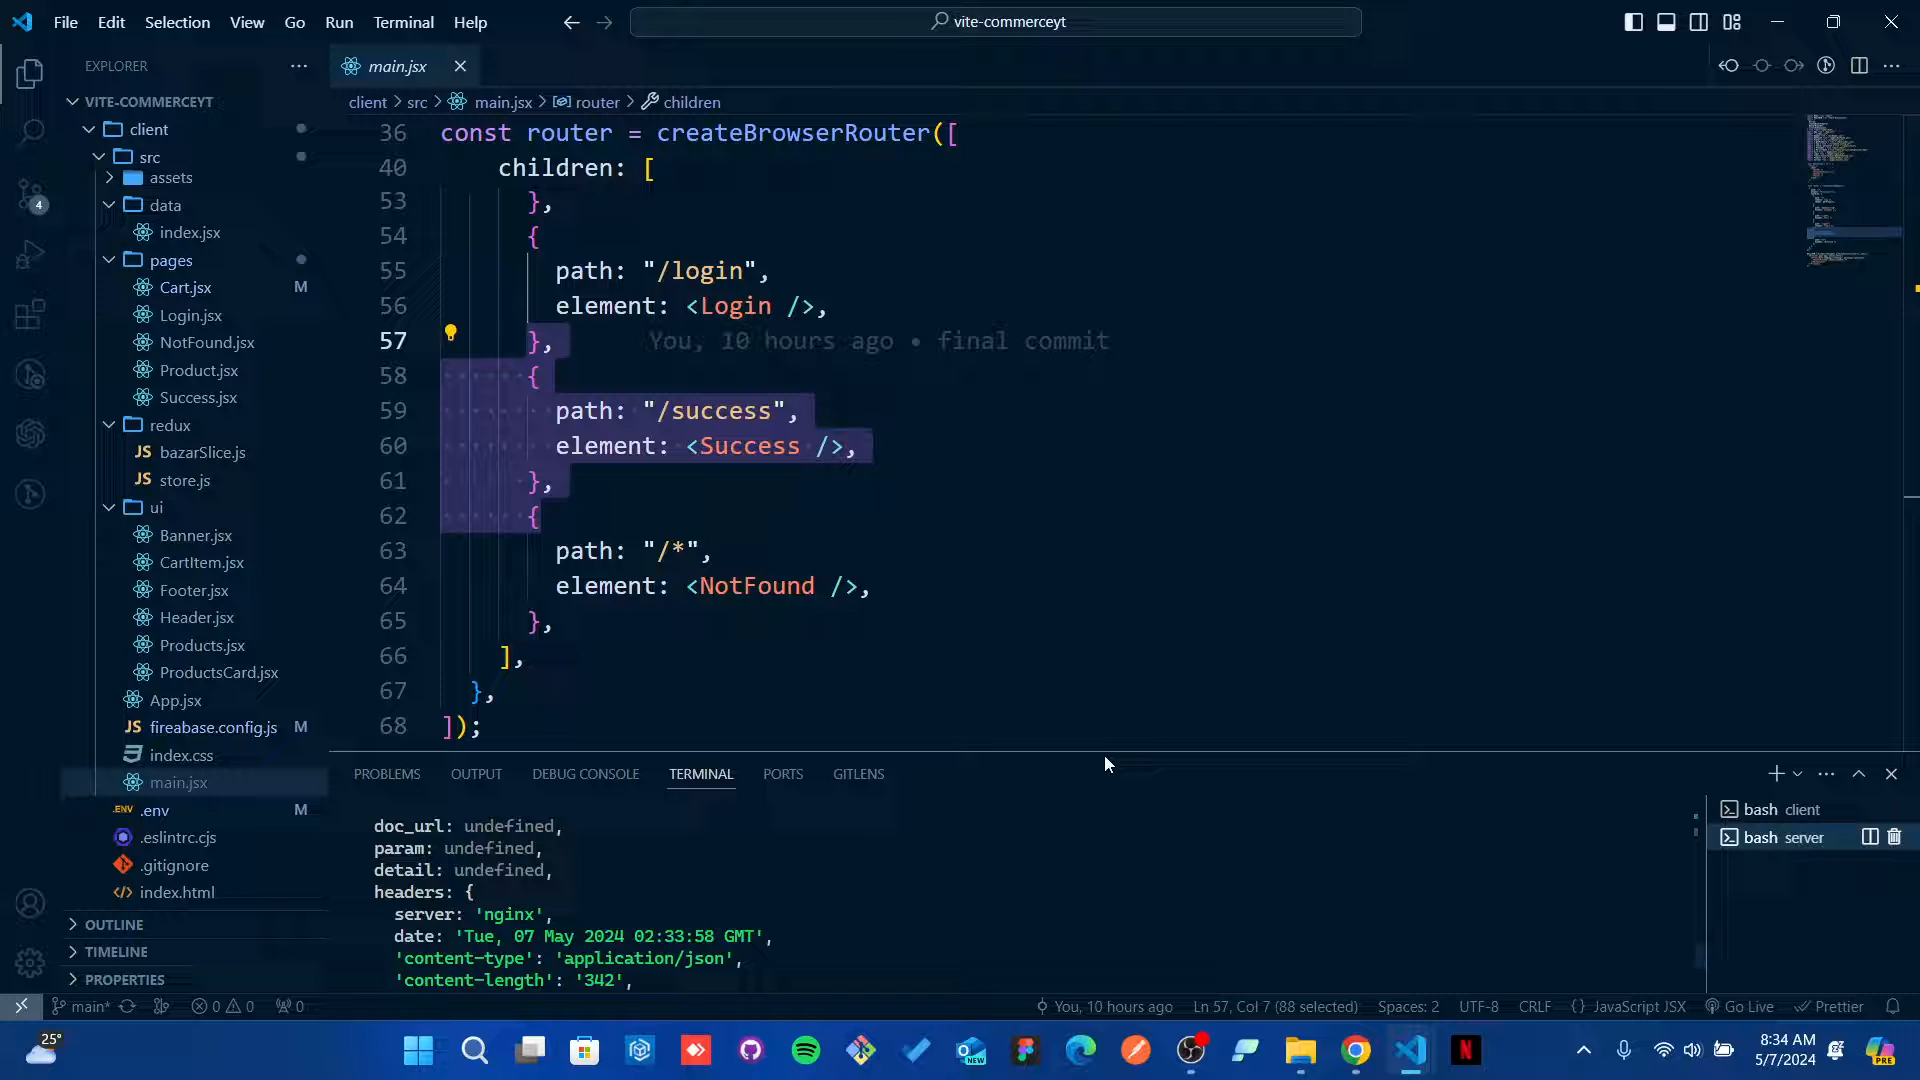 File Edit Selection View Go Run Terminal Help
vite-commerceyt
EXPLORER
VITE-COMMERCEYT
client
src
assets
data
index.jsx
pages
Cart.jsx M
Login.jsx
NotFound.jsx
Product.jsx
Success.jsx
redux
JS bazarSlice.js
JS store.js
ui
Banner.jsx
CartItem.jsx
Footer.jsx
Header.jsx
Products.jsx
ProductsCard.jsx
App.jsx
JS fireabase.config.js M
index.css
main.jsx
.ENV .env M
.eslintrc.cjs
.gitignore
index.html
OUTLINE
TIMELINE
PROPERTIES
4
main.jsx
client > src > main.jsx > router > children
36 const router = createBrowserRouter([
40 children: [
53 },
54 {
55 path: "/login",
56 element: <Login />,
57 }, You, 10 hours ago • final commit
58 {
59 path: "/success",
60 element: <Success />,
61 },
62 {
63 path: "/*",
64 element: <NotFound />,
65 },
66 ],
67 },
68 ]);
PROBLEMS OUTPUT DEBUG CONSOLE TERMINAL PORTS GITLENS
doc_url: undefined,
param: undefined,
detail: undefined,
headers: {
server: 'nginx',
date: 'Tue, 07 May 2024 02:33:58 GMT',
'content-type': 'application/json',
'content-length': '342',
bash client
bash server
main* 0 0 0 You, 10 hours ago Ln 57, Col 7 (88 selected) Spaces: 2 UTF-8 CRLF {} JavaScript JSX Go Live Prettier
25°
NEW
N
8:34 AM
5/7/2024
PRE